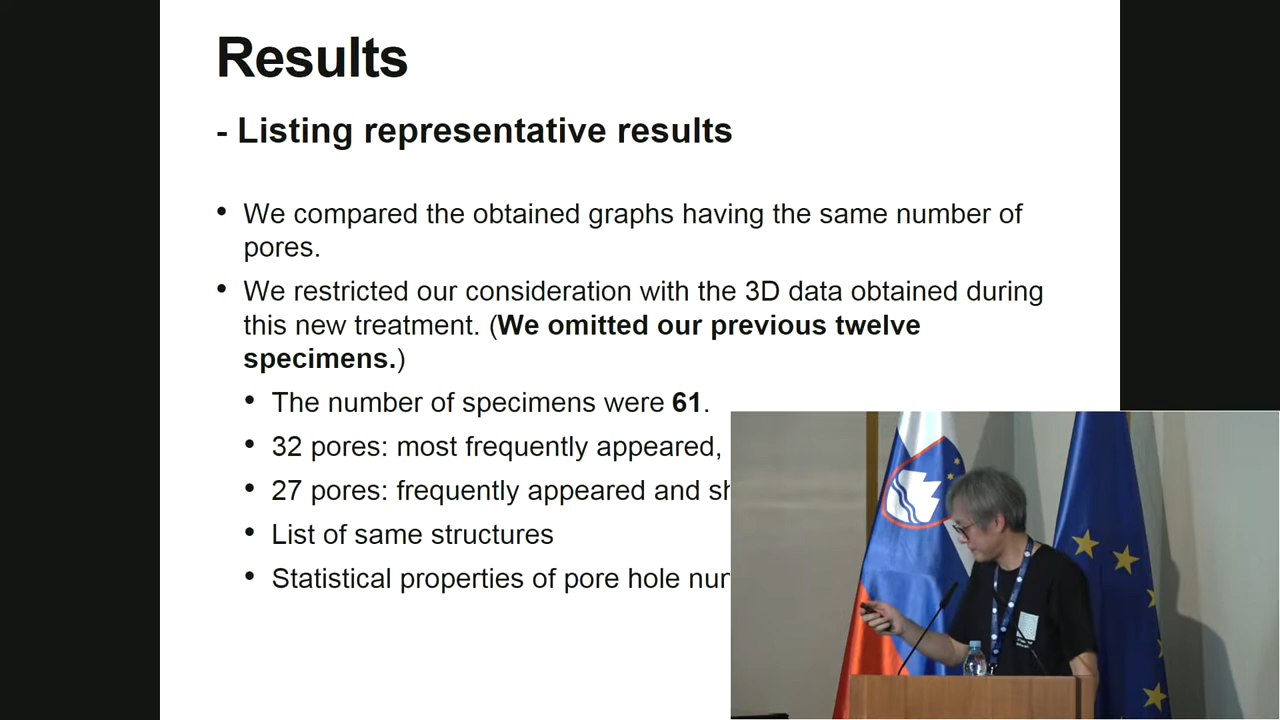 Results
- Listing representative results
• We compared the obtained graphs having the same number of
pores.
• We restricted our consideration with the 3D data obtained during
this new treatment. (We omitted our previous twelve
specimens.)
• The number of specimens were 61.
• 32 pores: most frequently appeared,
• 27 pores: frequently appeared and
• List of same structures
• Statistical properties of pore hole